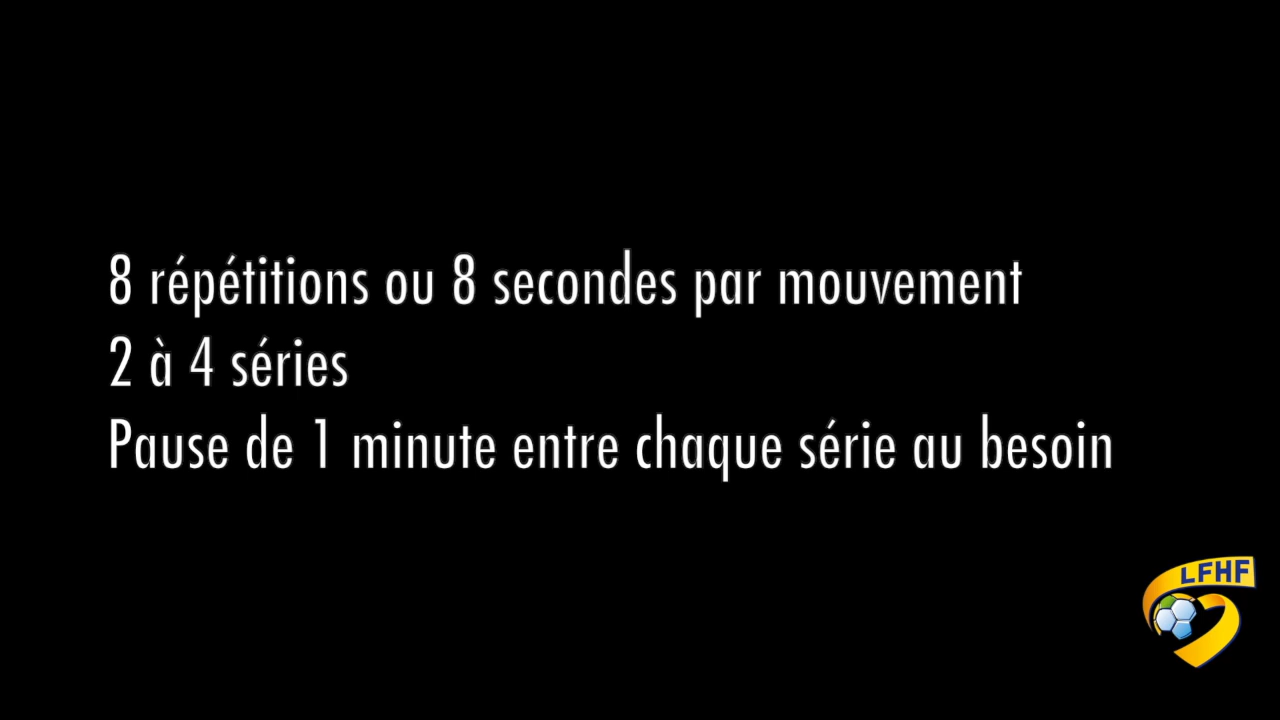 8 répétitions ou 8 secondes par mouvement
2 à 4 séries
Pause de 1 minute entre chaque série au besoin
LFHF